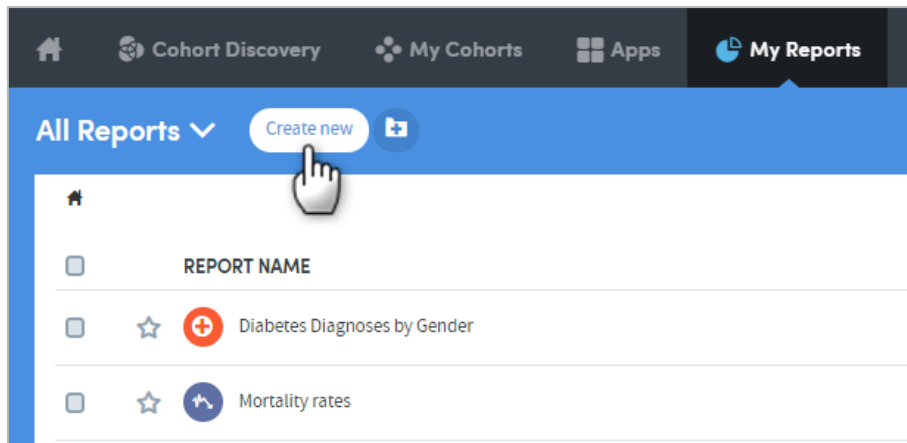 Cohort Discovery My Cohorts Apps My Reports
All Reports Create new
REPORT NAME
Diabetes Diagnoses by Gender
Mortality rates